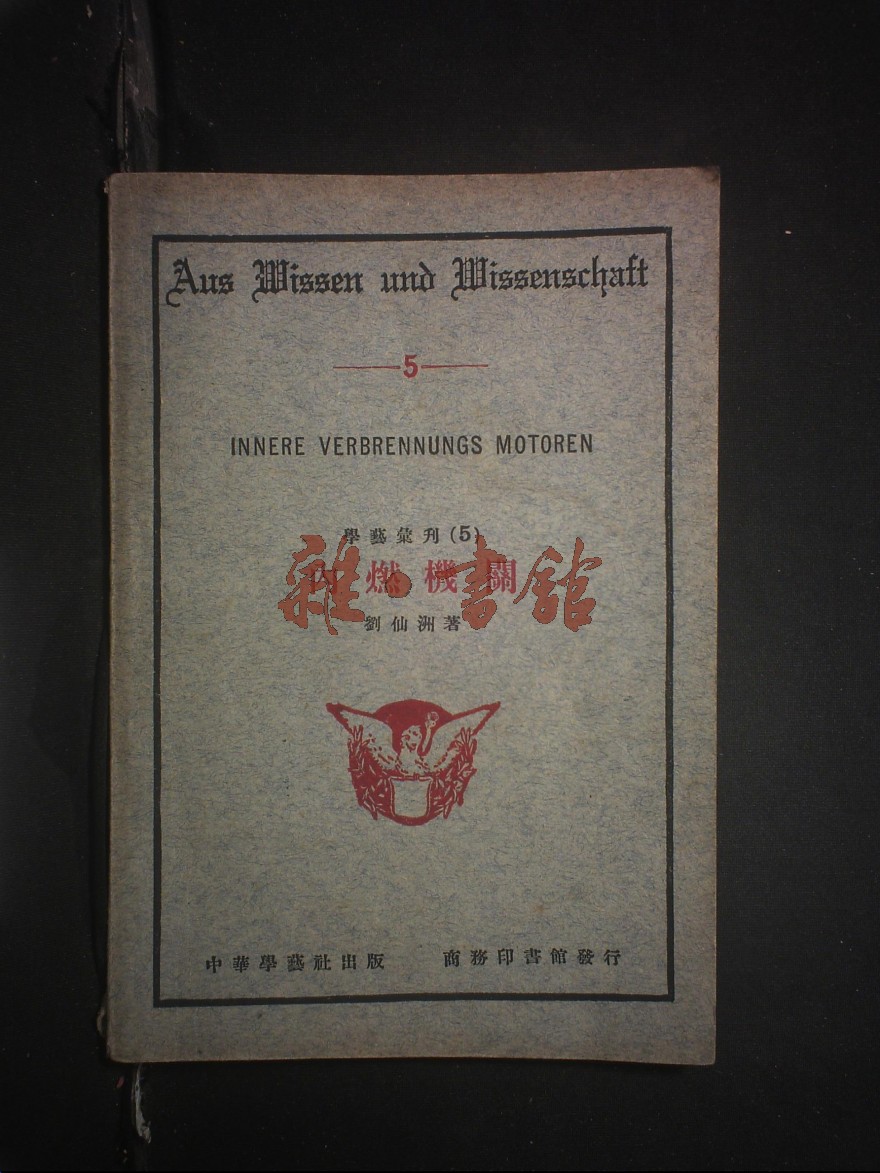 Aus Wissen und Wissenschaft
5
INNERE VERBRENNUNGS MOTOREN
學藝彙刋(5)
內燃機關
雜·書館
劉仙洲著
中華學藝社出版 商務印書館發行